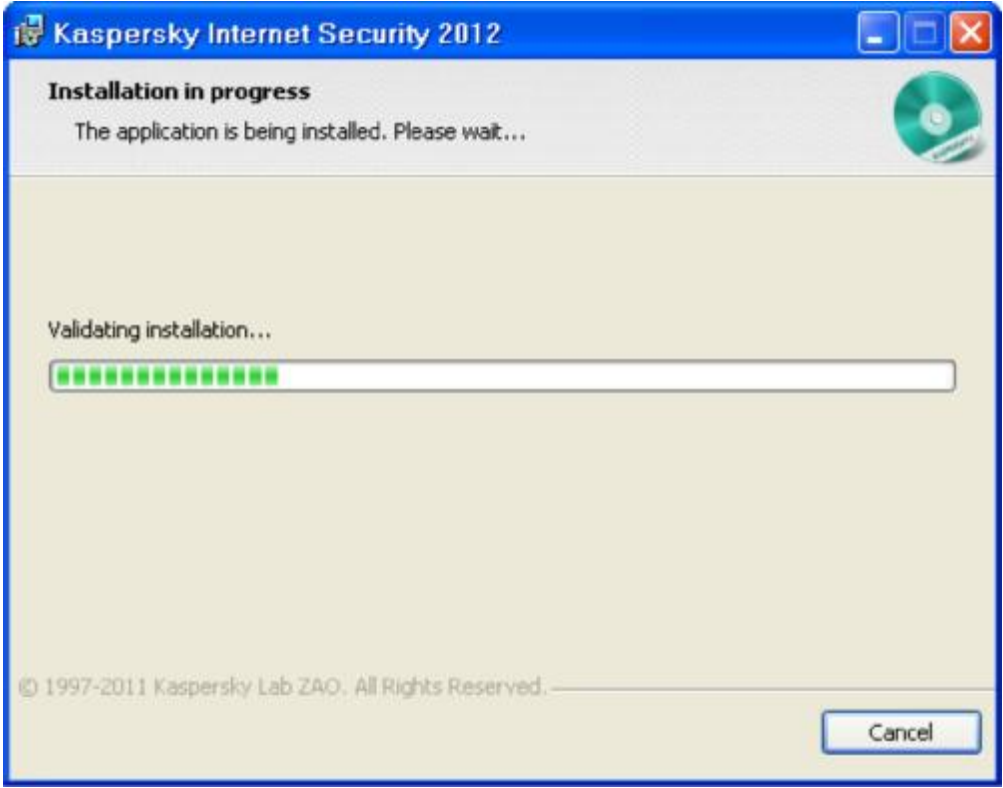 Kaspersky Internet Security 2012
Installation in progress
The application is being installed. Please wait...
Validating installation...
© 1997-2011 Kaspersky Lab ZAO. All Rights Reserved.
Cancel